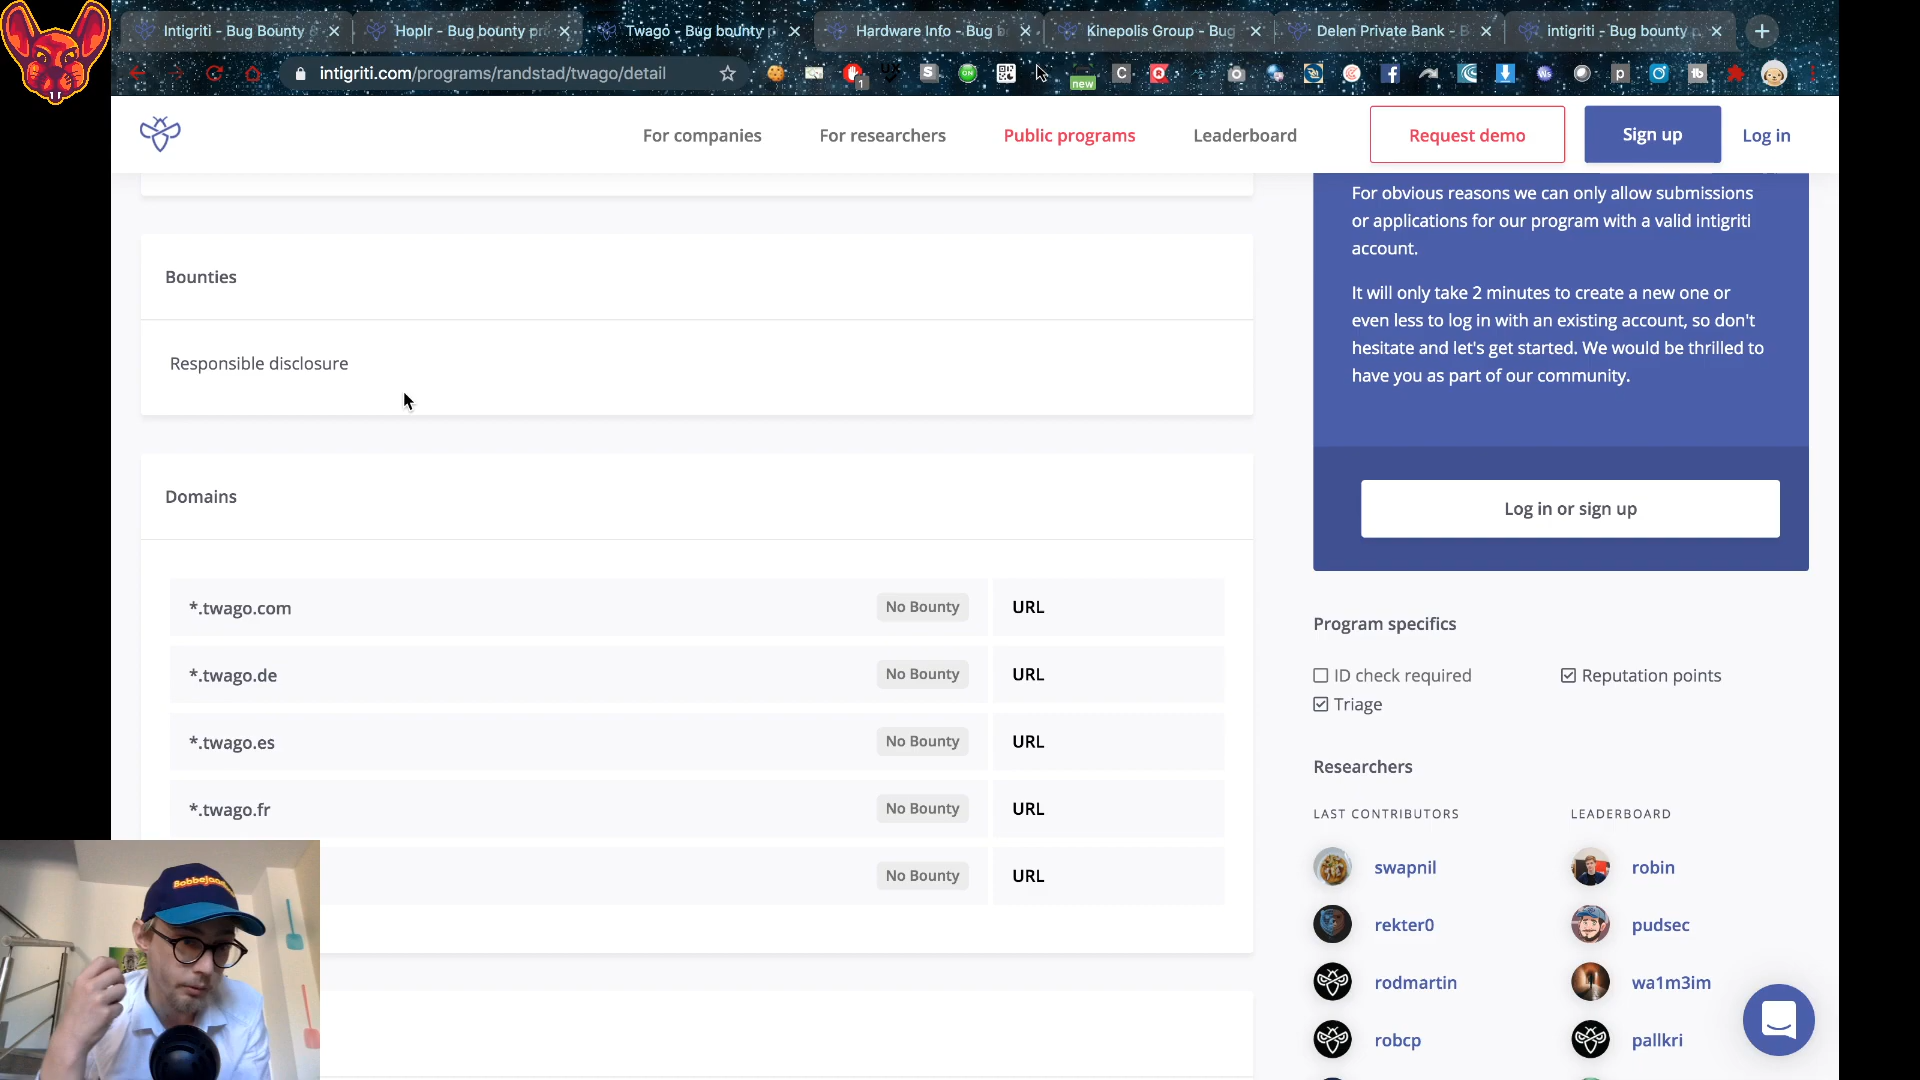 Intigriti - Bug Bounty
Hoplr - Bug bounty pr
Twago - Bug bounty p
Hardware Info - Bug b
Kinepolis Group - Bug
Delen Private Bank - B
intigriti - Bug bounty p
intigriti.com/programs/randstad/twago/detail
For companies
For researchers
Public programs
Leaderboard
Request demo
Sign up
Log in
Bounties
Responsible disclosure
Domains
*.twago.com No Bounty URL
*.twago.de No Bounty URL
*.twago.es No Bounty URL
*.twago.fr No Bounty URL
No Bounty URL
For obvious reasons we can only allow submissions
or applications for our program with a valid intigriti
account.
It will only take 2 minutes to create a new one or
even less to log in with an existing account, so don't
hesitate and let's get started. We would be thrilled to
have you as part of our community.
Log in or sign up
Program specifics
ID check required
Reputation points
Triage
Researchers
LAST CONTRIBUTORS
LEADERBOARD
swapnil
robin
rekter0
pudsec
rodmartin
wa1m3im
robcp
pallkri